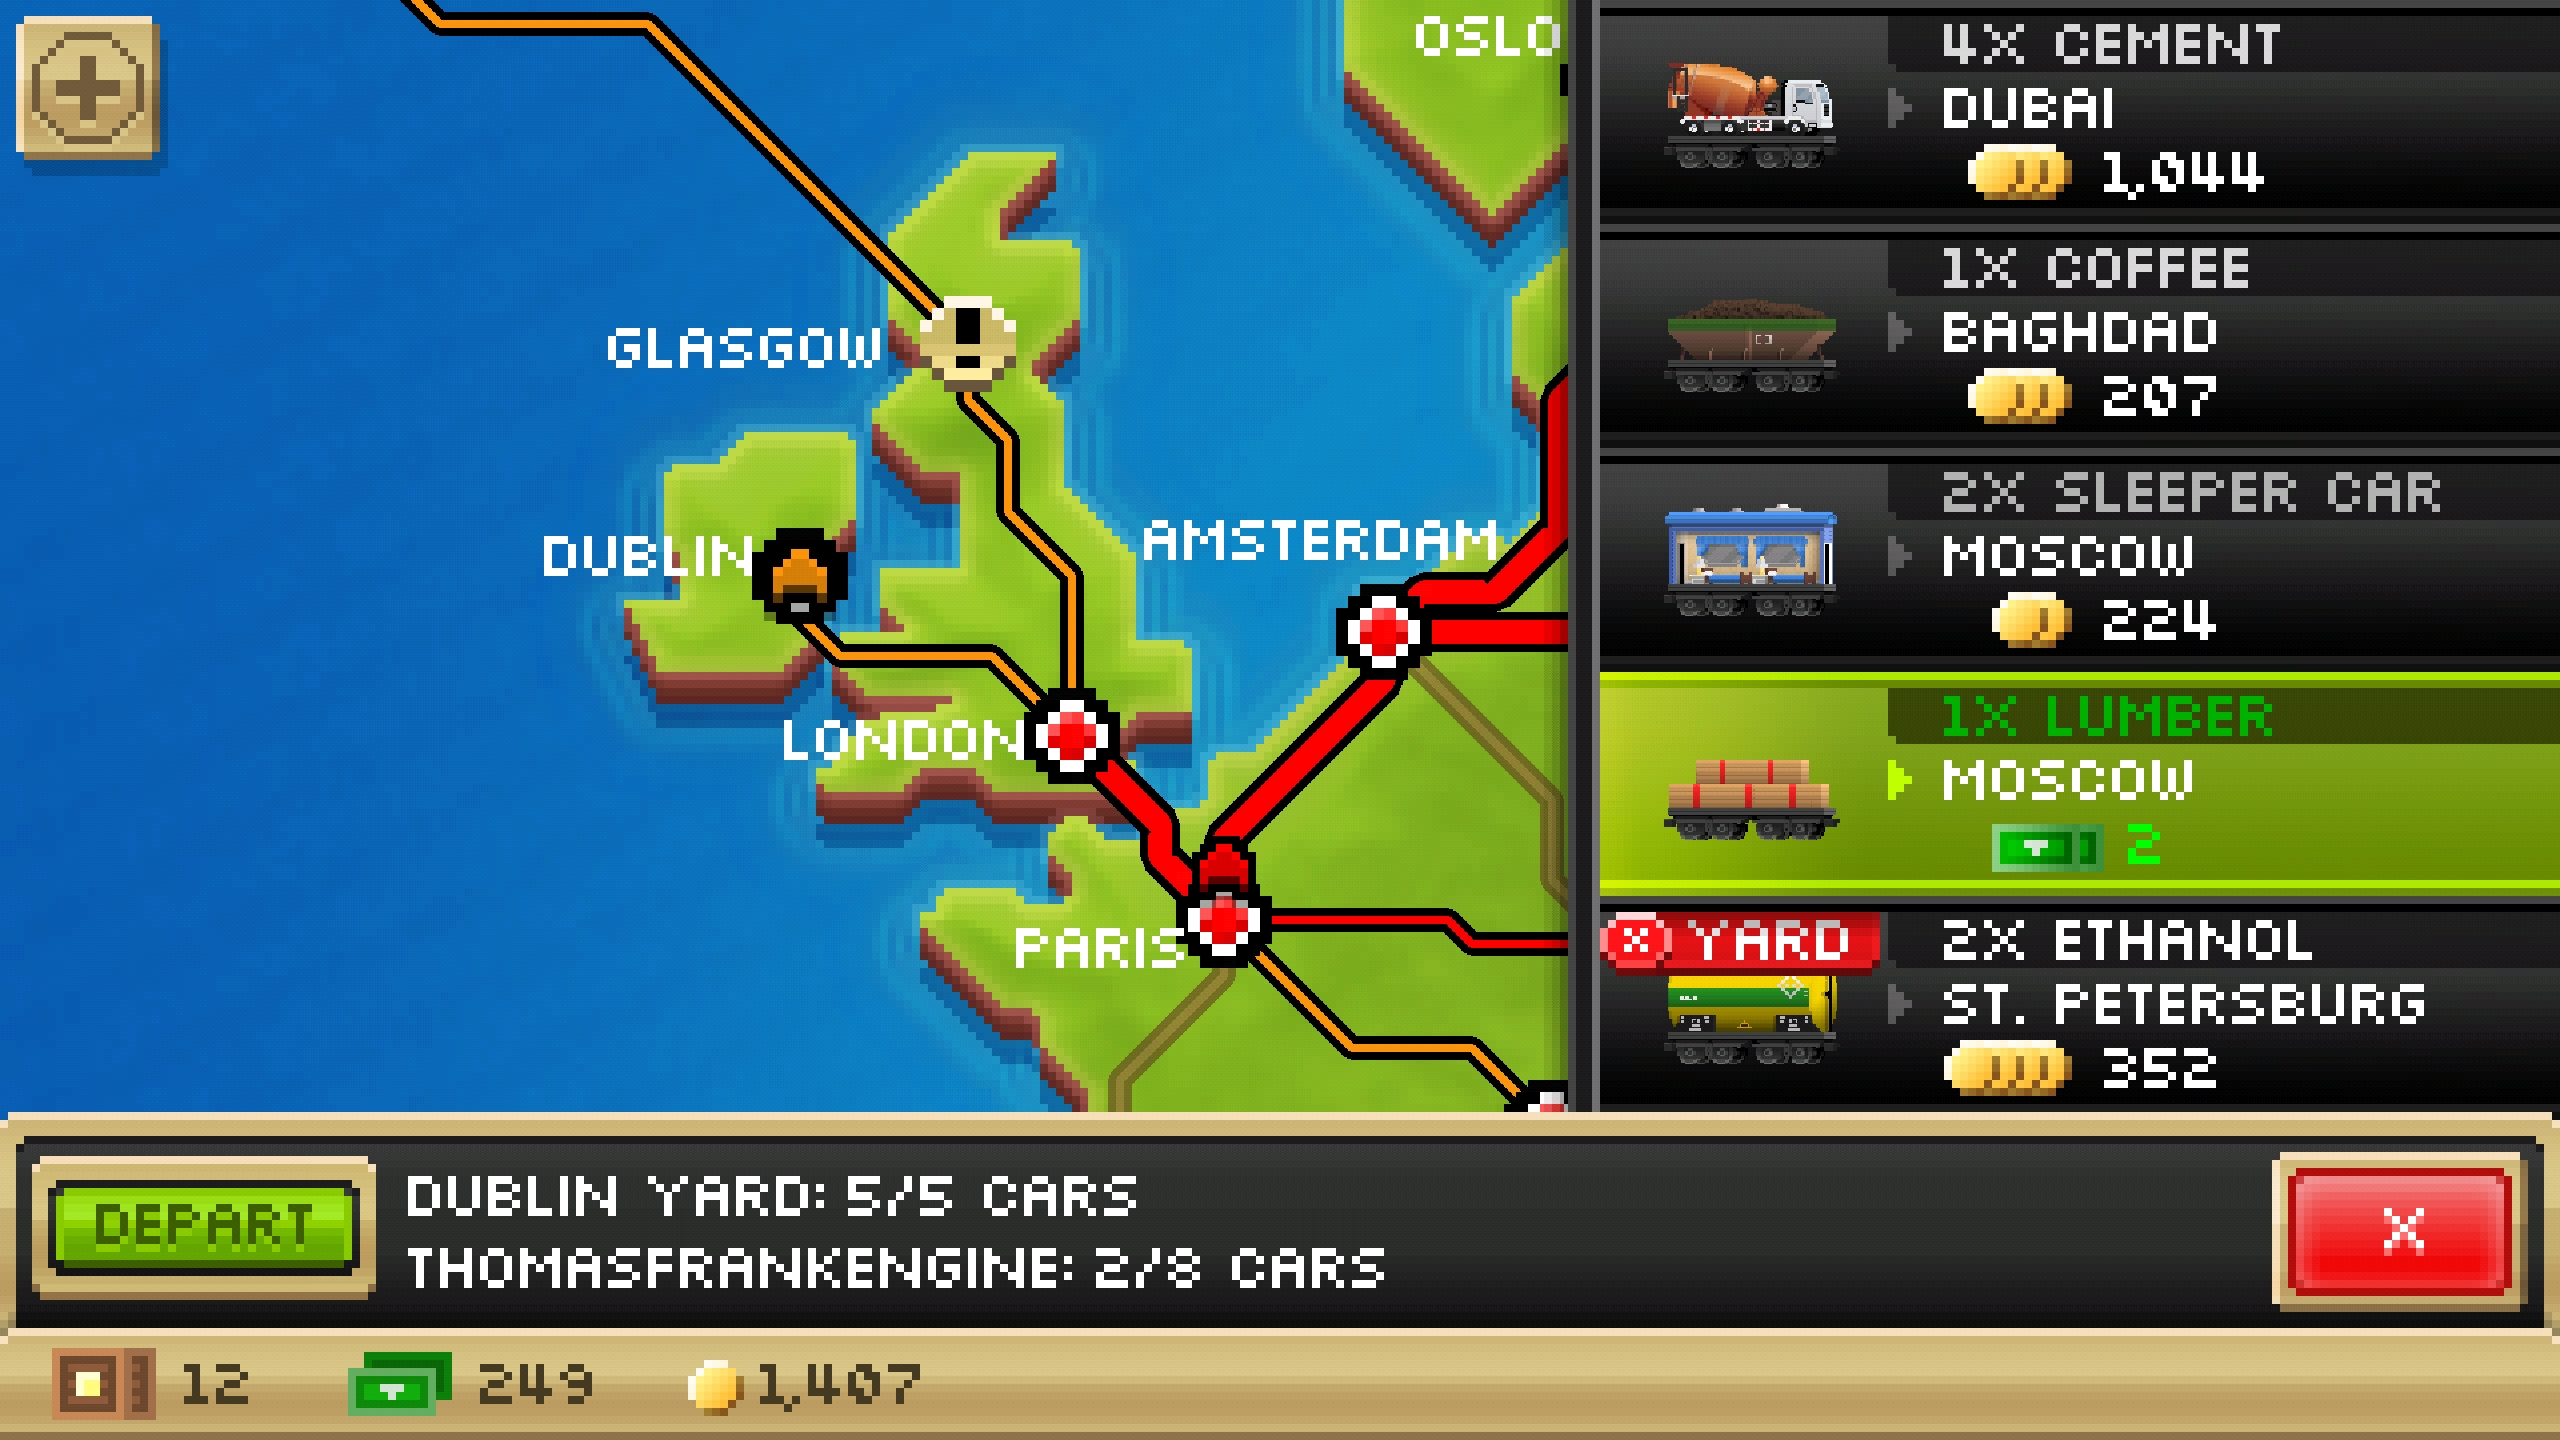 OSLO
GLASGOW
DUBLIN
AMSTERDAM
LONDON
PARIS
4X CEMENT
DUBAI
1,044
1X COFFEE
BAGHDAD
207
2X SLEEPER CAR
MOSCOW
224
1X LUMBER
MOSCOW
2
YARD
2X ETHANOL
ST. PETERSBURG
352
DEPART
DUBLIN YARD: 5/5 CARS
THOMASFRANKENGINE: 2/8 CARS
X
12
249
1,407